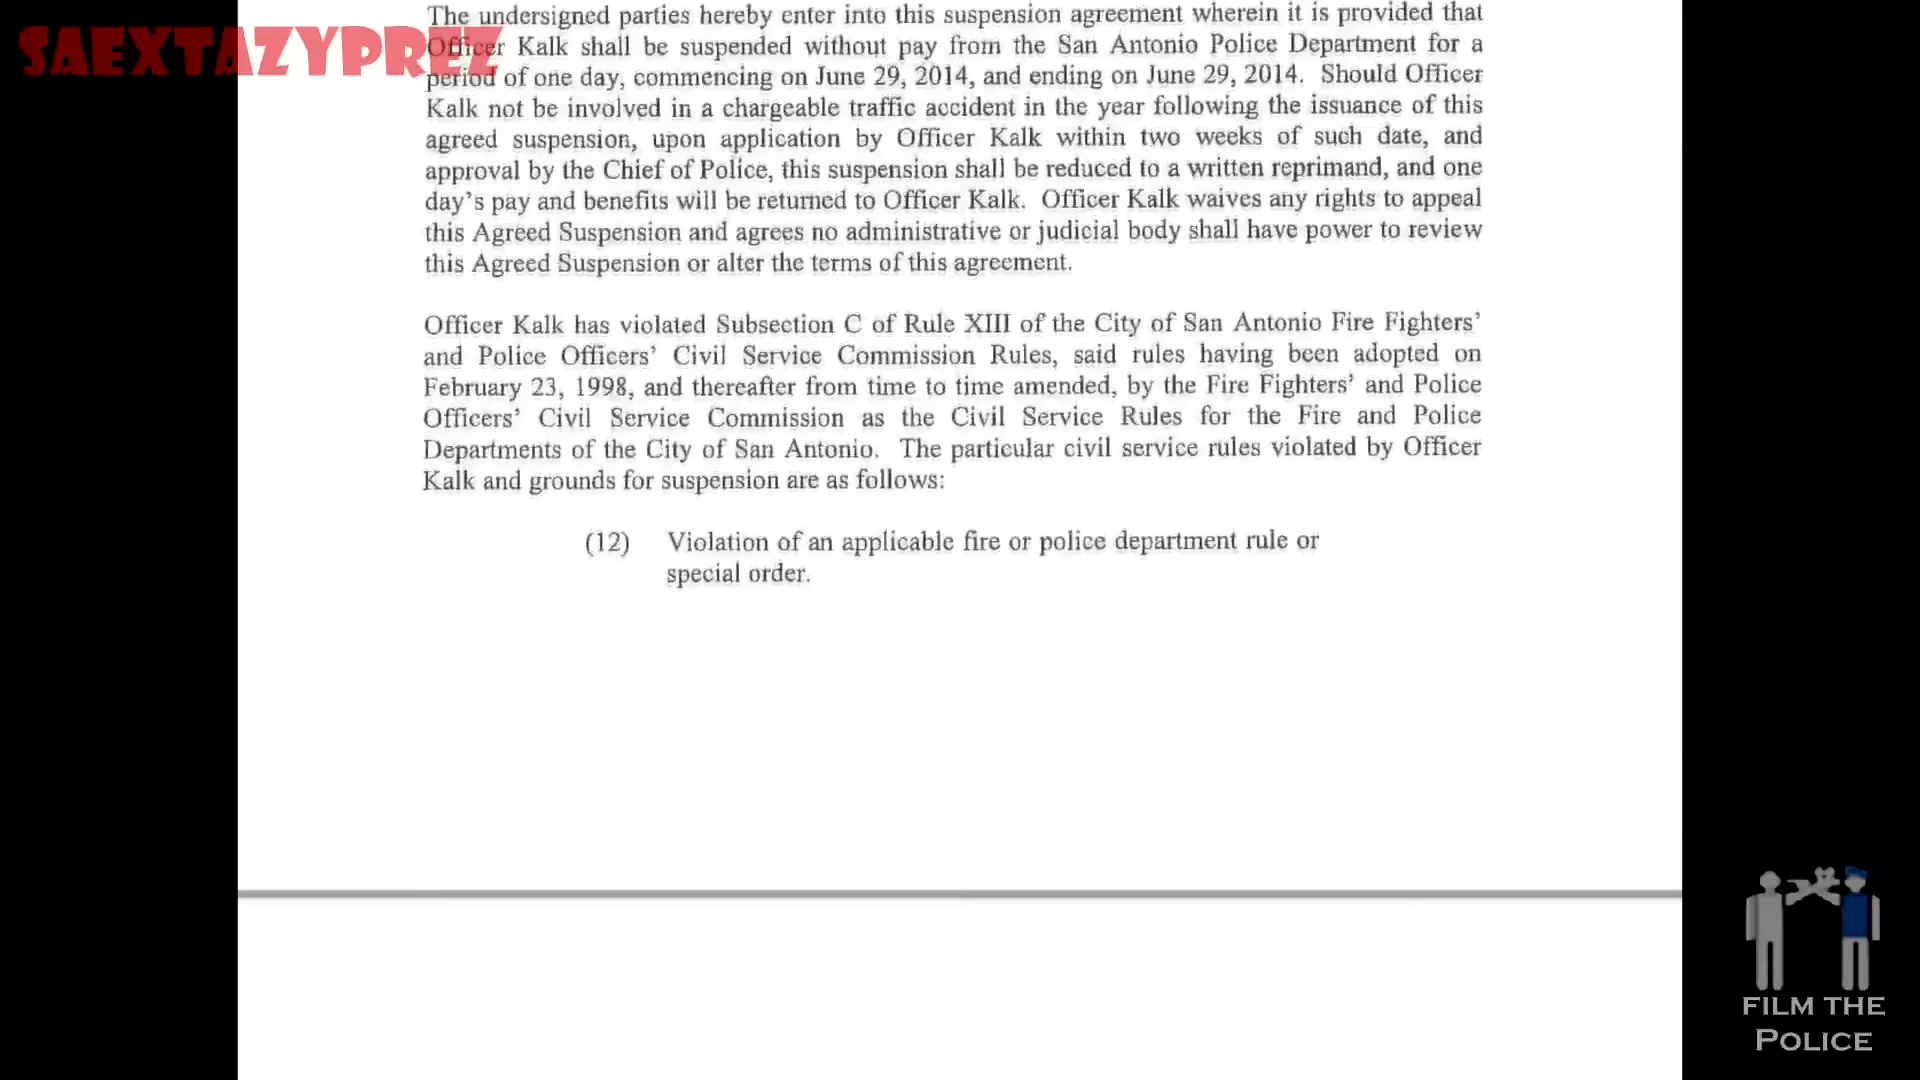 SAEXTAZYPREZ
The undersigned parties hereby enter into this suspension agreement wherein it is provided that
Officer Kalk shall be suspended without pay from the San Antonio Police Department for a
period of one day, commencing on June 29, 2014, and ending on June 29, 2014. Should Officer
Kalk not be involved in a chargeable traffic accident in the year following the issuance of this
agreed suspension, upon application by Officer Kalk within two weeks of such date, and
approval by the Chief of Police, this suspension shall be reduced to a written reprimand, and one
day's pay and benefits will be returned to Officer Kalk. Officer Kalk waives any rights to appeal
this Agreed Suspension and agrees no administrative or judicial body shall have power to review
this Agreed Suspension or alter the terms of this agreement.
Officer Kalk has violated Subsection C of Rule XIII of the City of San Antonio Fire Fighters'
and Police Officers' Civil Service Commission Rules, said rules having been adopted on
February 23, 1998, and thereafter from time to time amended, by the Fire Fighters' and Police
Officers' Civil Service Commission as the Civil Service Rules for the Fire and Police
Departments of the City of San Antonio. The particular civil service rules violated by Officer
Kalk and grounds for suspension are as follows:
(12) Violation of an applicable fire or police department rule or
special order.
FILM THE
POLICE